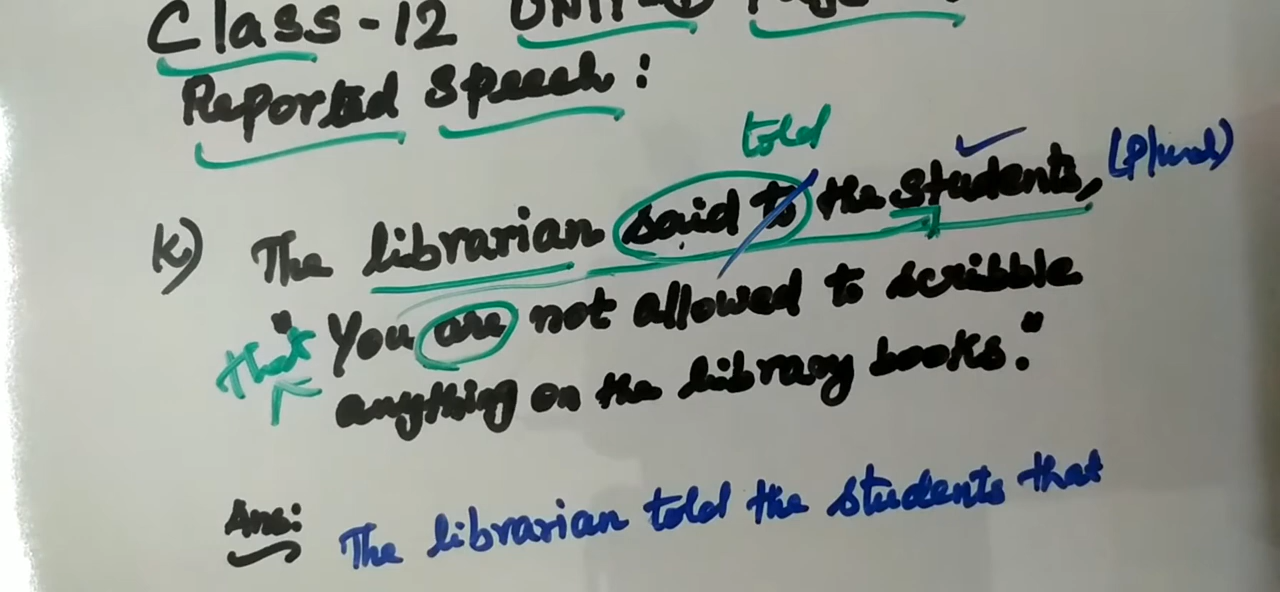 Class-12 UNIT
Reported Speech:
told
K) The librarian said to the students, (Plural)
that "You are not allowed to scribble
anything on the library books."
Ans: The librarian told the students that